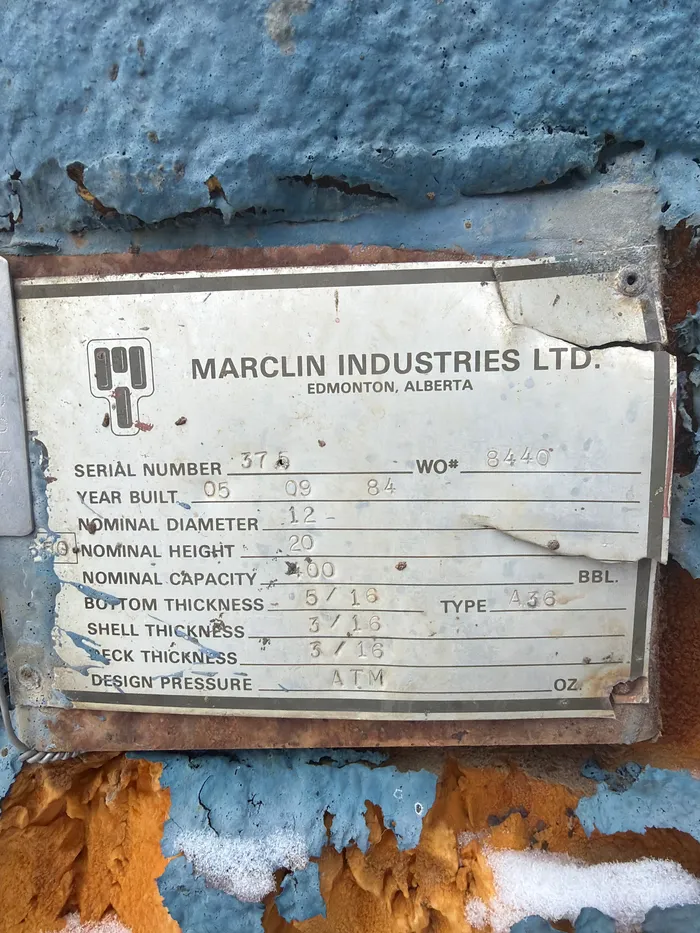 MARCLIN INDUSTRIES LTD.
EDMONTON, ALBERTA
SERIAL NUMBER 375 WO# 8440
YEAR BUILT 05 09 84
NOMINAL DIAMETER 12 -
NOMINAL HEIGHT 20
NOMINAL CAPACITY 400 BBL.
BOTTOM THICKNESS 5/16 TYPE A36
SHELL THICKNESS 3/16
DECK THICKNESS 3/16
DESIGN PRESSURE ATM OZ.